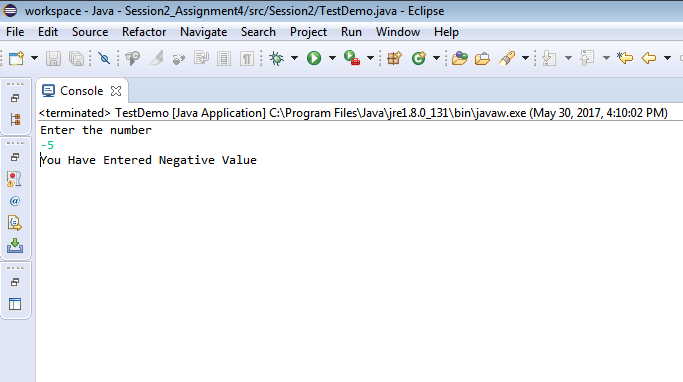 workspace - Java - Session2_Assignment4/src/Session2/TestDemo.java - Eclipse
File Edit Source Refactor Navigate Search Project Run Window Help
Console
<terminated> TestDemo [Java Application] C:\Program Files\Java\jre1.8.0_131\bin\javaw.exe (May 30, 2017, 4:10:02 PM)
Enter the number
-5
You Have Entered Negative Value